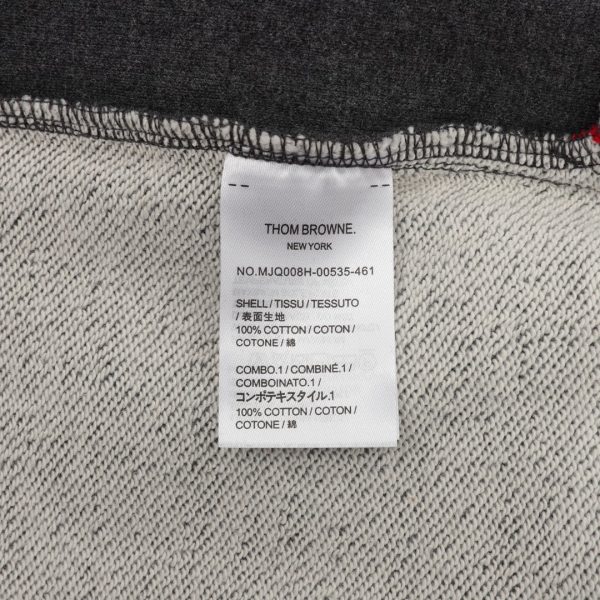 THOM BROWNE.
NEW YORK
NO.MJQ008H-00535-461
SHELL / TISSU / TESSUTO
/ 表面生地
100% COTTON / COTON /
COTONE / 綿
COMBO.1 / COMBINÉ.1 /
COMBOINATO.1 /
コンポテキスタイル.1
100% COTTON / COTON /
COTONE / 綿